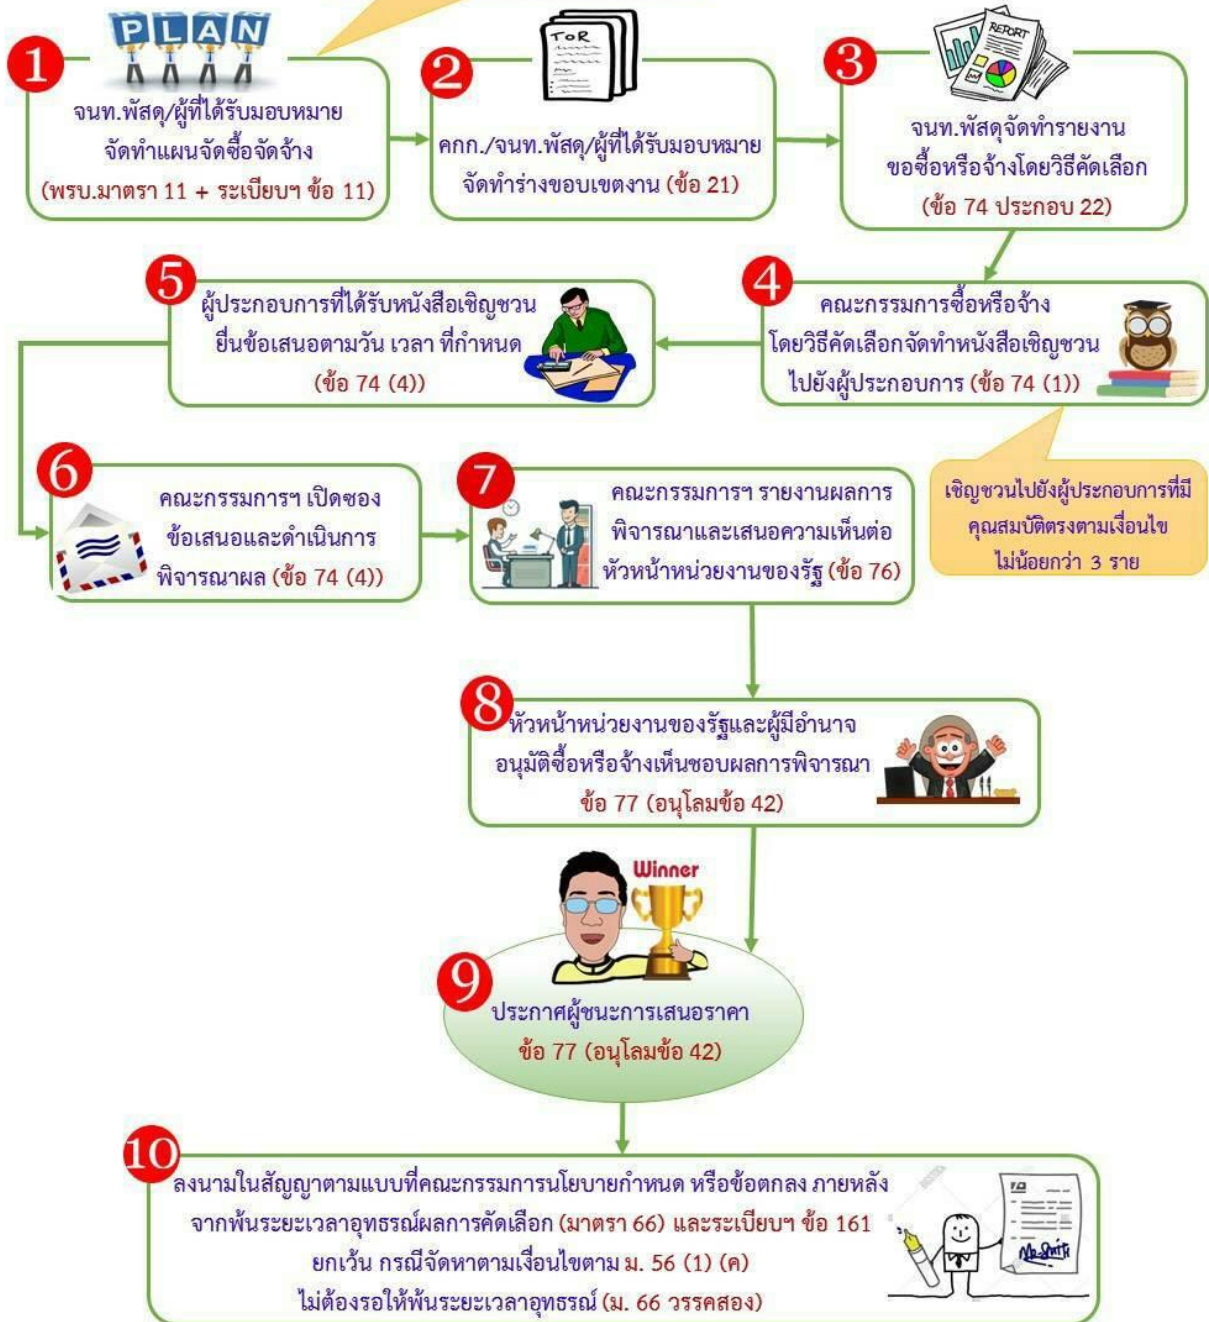 PLAN
1
จนท.พัสดุ/ผู้ที่ได้รับมอบหมาย
จัดทำแผนจัดซื้อจัดจ้าง
(พรบ.มาตรา 11 + ระเบียบฯ ข้อ 11)
2
TOR
คกก./จนท.พัสดุ/ผู้ที่ได้รับมอบหมาย
จัดทำร่างขอบเขตงาน (ข้อ 21)
3
REPORT
จนท.พัสดุจัดทำรายงาน
ขอซื้อหรือจ้างโดยวิธีคัดเลือก
(ข้อ 74 ประกอบ 22)
4
คณะกรรมการซื้อหรือจ้าง
โดยวิธีคัดเลือกจัดทำหนังสือเชิญชวน
ไปยังผู้ประกอบการ (ข้อ 74 (1))
เชิญชวนไปยังผู้ประกอบการที่มี
คุณสมบัติตรงตามเงื่อนไข
ไม่น้อยกว่า 3 ราย
5
ผู้ประกอบการที่ได้รับหนังสือเชิญชวน
ยื่นข้อเสนอตามวัน เวลา ที่กำหนด
(ข้อ 74 (4))
6
คณะกรรมการฯ เปิดซอง
ข้อเสนอและดำเนินการ
พิจารณาผล (ข้อ 74 (4))
7
คณะกรรมการฯ รายงานผลการ
พิจารณาและเสนอความเห็นต่อ
หัวหน้าหน่วยงานของรัฐ (ข้อ 76)
8
หัวหน้าหน่วยงานของรัฐและผู้มีอำนาจ
อนุมัติซื้อหรือจ้างเห็นชอบผลการพิจารณา
ข้อ 77 (อนุโลมข้อ 42)
Winner
9
ประกาศผู้ชนะการเสนอราคา
ข้อ 77 (อนุโลมข้อ 42)
10
ลงนามในสัญญาตามแบบที่คณะกรรมการนโยบายกำหนด หรือข้อตกลง ภายหลัง
จากพ้นระยะเวลาอุทธรณ์ผลการคัดเลือก (มาตรา 66) และระเบียบฯ ข้อ 161
ยกเว้น กรณีจัดหาตามเงื่อนไขตาม ม. 56 (1) (ค)
ไม่ต้องรอให้พ้นระยะเวลาอุทธรณ์ (ม. 66 วรรคสอง)